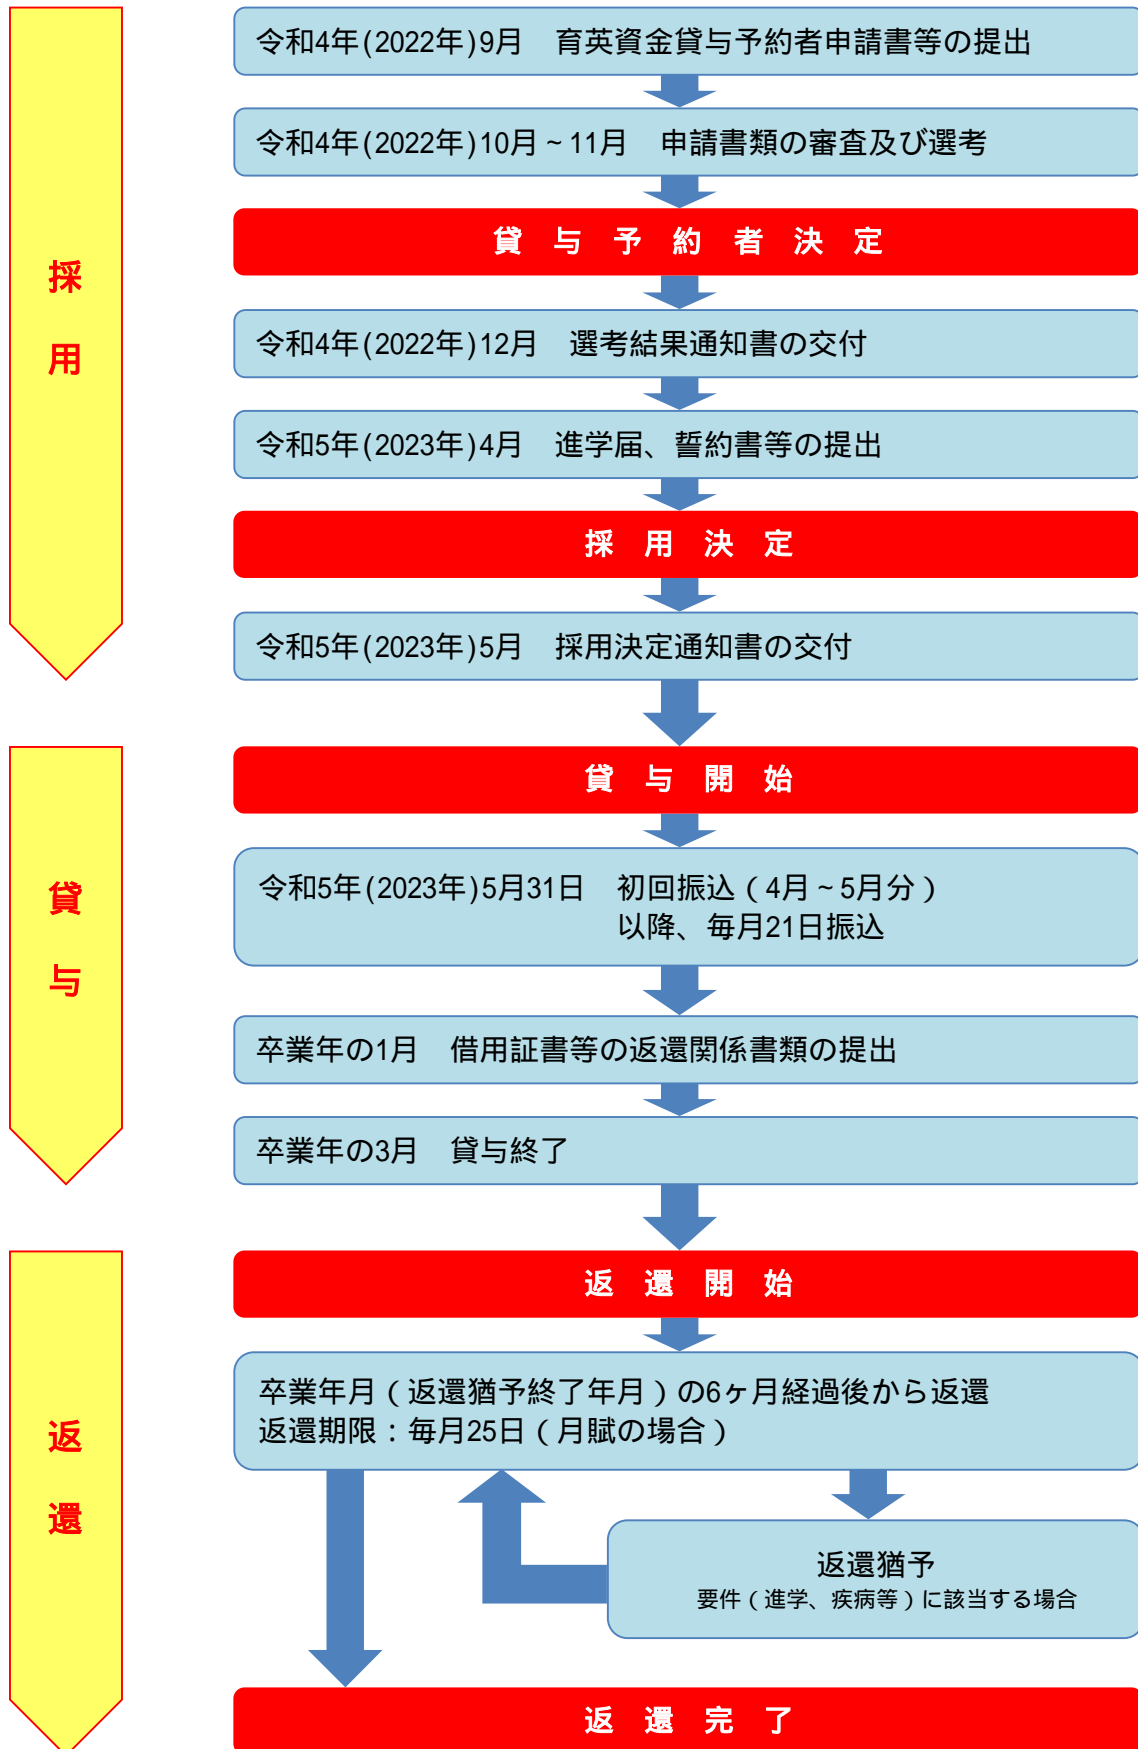 採用
令和4年(2022年)9月　育英資金貸与予約者申請書等の提出
令和4年(2022年)10月～11月　申請書類の審査及び選考
貸　与　予　約　者　決　定
令和4年(2022年)12月　選考結果通知書の交付
令和5年(2023年)4月　進学届、誓約書等の提出
採　用　決　定
令和5年(2023年)5月　採用決定通知書の交付
貸与
貸　与　開　始
令和5年(2023年)5月31日　初回振込（4月～5月分）
以降、毎月21日振込
卒業年の1月　借用証書等の返還関係書類の提出
卒業年の3月　貸与終了
返還
返　還　開　始
卒業年月（返還猶予終了年月）の6ヶ月経過後から返還
返還期限：毎月25日（月賦の場合）
返還猶予
要件（進学、疾病等）に該当する場合
返　還　完　了